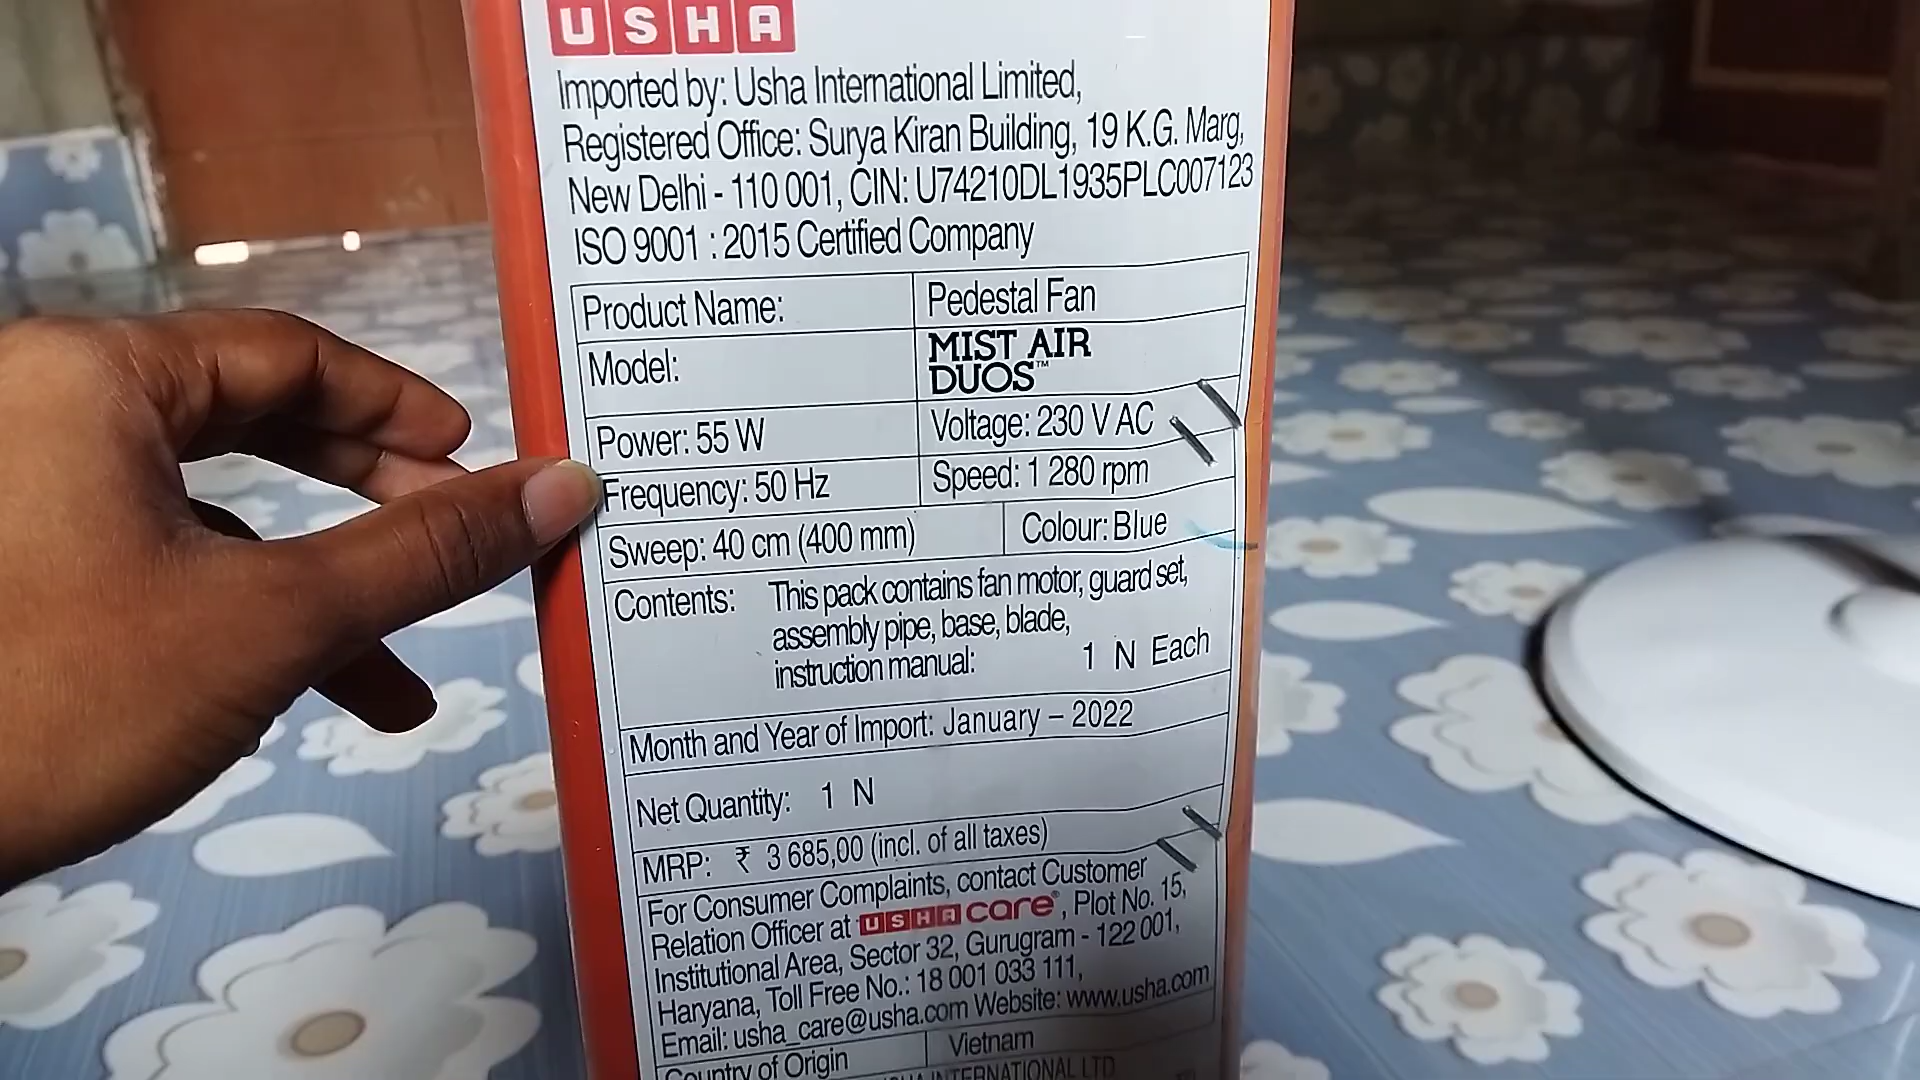 USHA
Imported by: Usha International Limited,
Registered Office: Surya Kiran Building, 19 K.G. Marg,
New Delhi - 110 001, CIN: U74210DL1935PLC007123
ISO 9001 : 2015 Certified Company
Product Name: Pedestal Fan
Model: MIST AIR
DUOS™
Power: 55 W Voltage: 230 V AC
Frequency: 50 Hz Speed: 1 280 rpm
Sweep: 40 cm (400 mm) Colour: Blue
Contents: This pack contains fan motor, guard set,
assembly pipe, base, blade,
instruction manual: 1 N Each
Month and Year of Import: January – 2022
Net Quantity: 1 N
MRP: ₹ 3 685,00 (incl. of all taxes)
For Consumer Complaints, contact Customer
Relation Officer at USHA care®, Plot No. 15,
Institutional Area, Sector 32, Gurugram - 122 001,
Haryana, Toll Free No.: 18 001 033 111,
Email: usha_care@usha.com Website: www.usha.com
Country of Origin Vietnam
INTERNATIONAL LTD